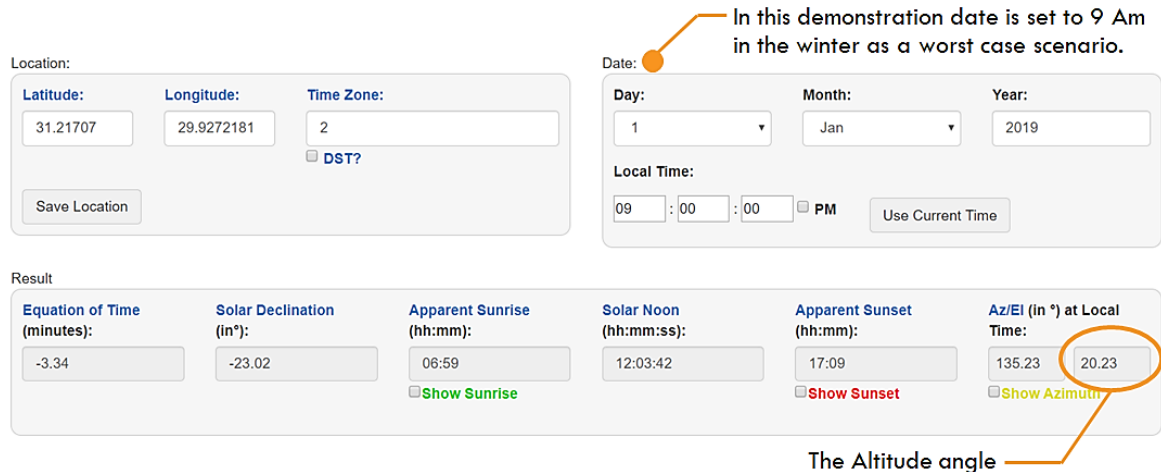 In this demonstration date is set to 9 Am
in the winter as a worst case scenario.
Location:
Latitude: Longitude: Time Zone:
31.21707 29.9272181 2
DST?
Save Location
Date:
Day: Month: Year:
1 Jan 2019
Local Time:
09 : 00 : 00 PM Use Current Time
Result
Equation of Time Solar Declination Apparent Sunrise Solar Noon Apparent Sunset Az/El (in °) at Local
(minutes): (in°): (hh:mm): (hh:mm:ss): (hh:mm): Time:
-3.34 -23.02 06:59 12:03:42 17:09 135.23 20.23
Show Sunrise Show Sunset Show Azimuth
The Altitude angle